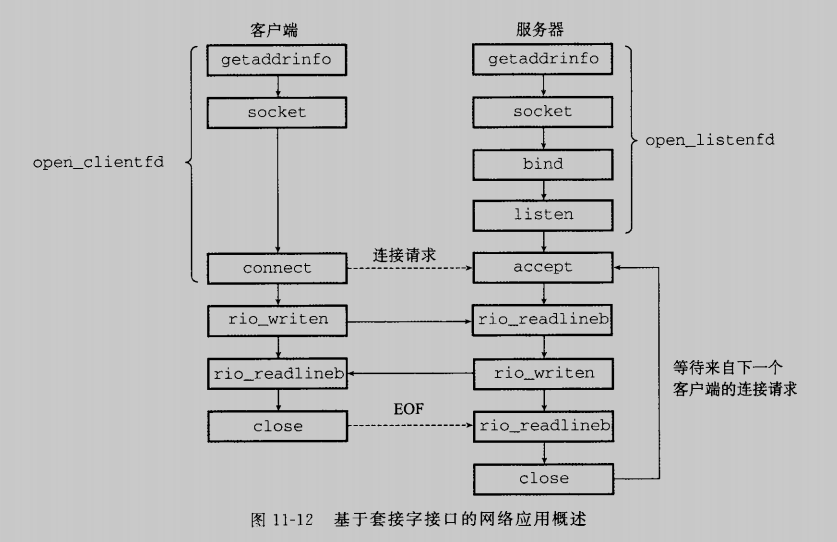 客户端
服务器
getaddrinfo
getaddrinfo
socket
socket
open_clientfd
open_listenfd
bind
listen
连接请求
connect
accept
rio_writen
rio_readlineb
rio_readlineb
rio_writen
等待来自下一个
客户端的连接请求
EOF
close
rio_readlineb
close
图 11-12 基于套接字接口的网络应用概述